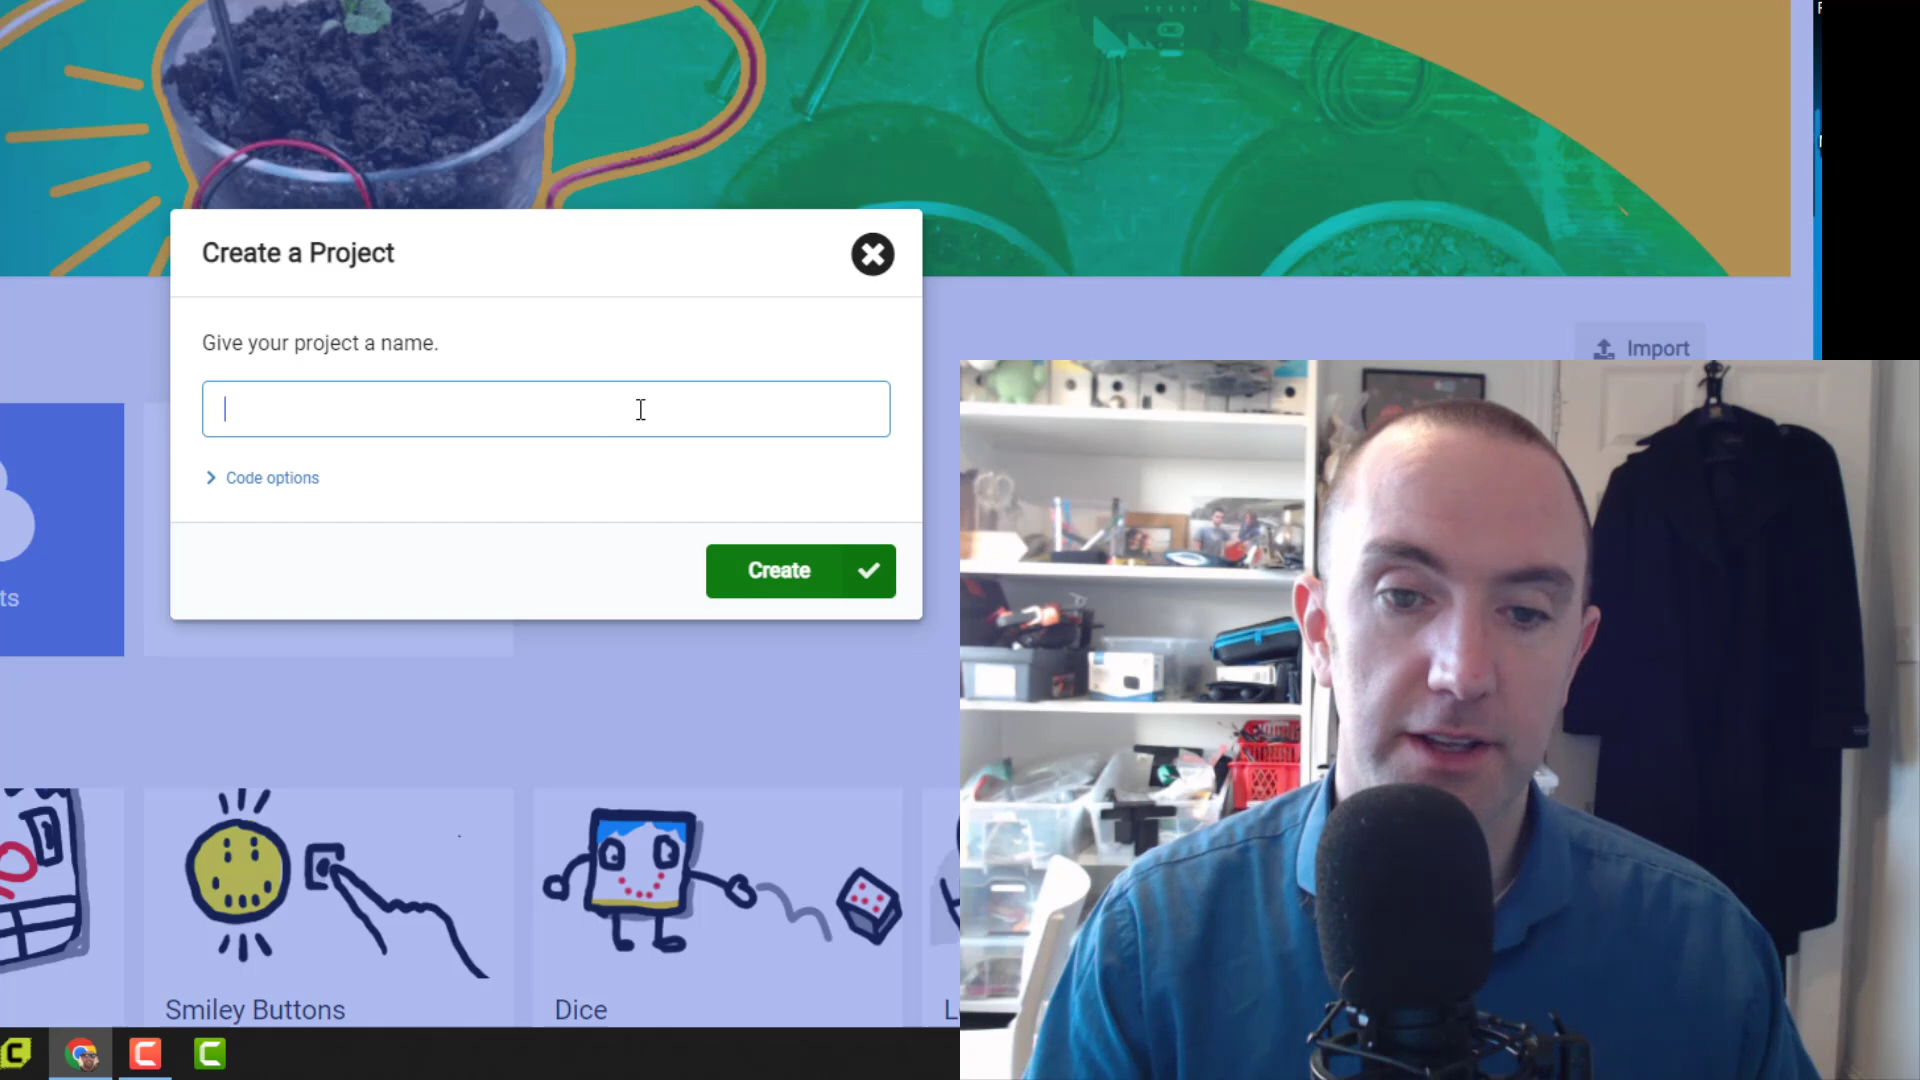 Create a Project
Give your project a name.
Import
Code options
Create
ts
Smiley Buttons
Dice
L